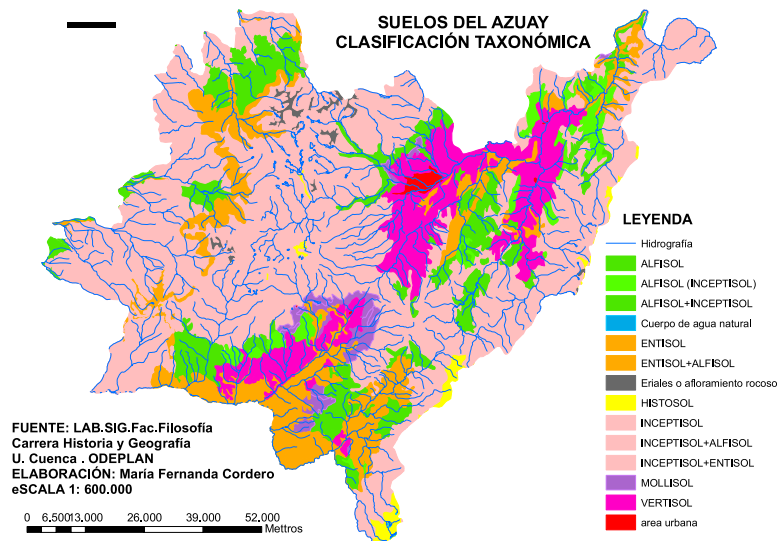 SUELOS DEL AZUAY
CLASIFICACIÓN TAXONÓMICA
LEYENDA
Hidrografía
ALFISOL
ALFISOL (INCEPTISOL)
ALFISOL+INCEPTISOL
Cuerpo de agua natural
ENTISOL
ENTISOL+ALFISOL
Eriales o afloramiento rocoso
HISTOSOL
INCEPTISOL
INCEPTISOL+ALFISOL
INCEPTISOL+ENTISOL
MOLLISOL
VERTISOL
area urbana
FUENTE: LAB.SIG.Fac.Filosofía
Carrera Historia y Geografía
U. Cuenca . ODEPLAN
ELABORACIÓN: María Fernanda Cordero
eSCALA 1: 600.000
0 6.50013.000 26.000 39.000 52.000
Mettros